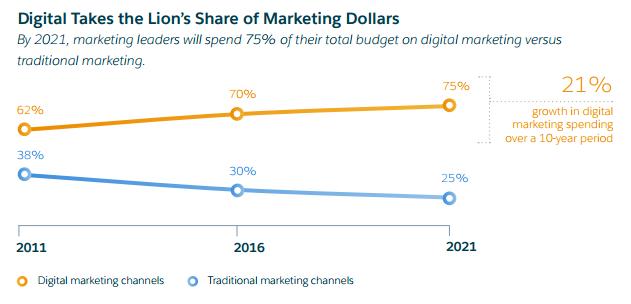 Digital Takes the Lion's Share of Marketing Dollars
By 2021, marketing leaders will spend 75% of their total budget on digital marketing versus
traditional marketing.
62%
70%
75%
21%
growth in digital
marketing spending
over a 10-year period
38%
30%
25%
2011
2016
2021
Digital marketing channels
Traditional marketing channels